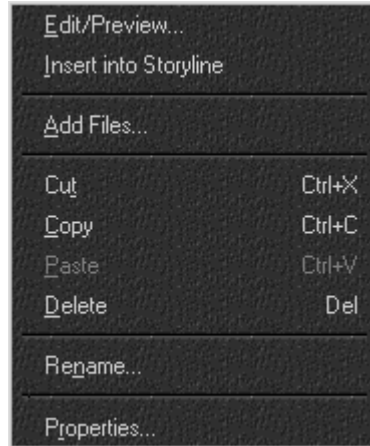 Edit/Preview...
Insert into Storyline
Add Files...
Cut Ctrl+X
Copy Ctrl+C
Paste Ctrl+V
Delete Del
Rename...
Properties...